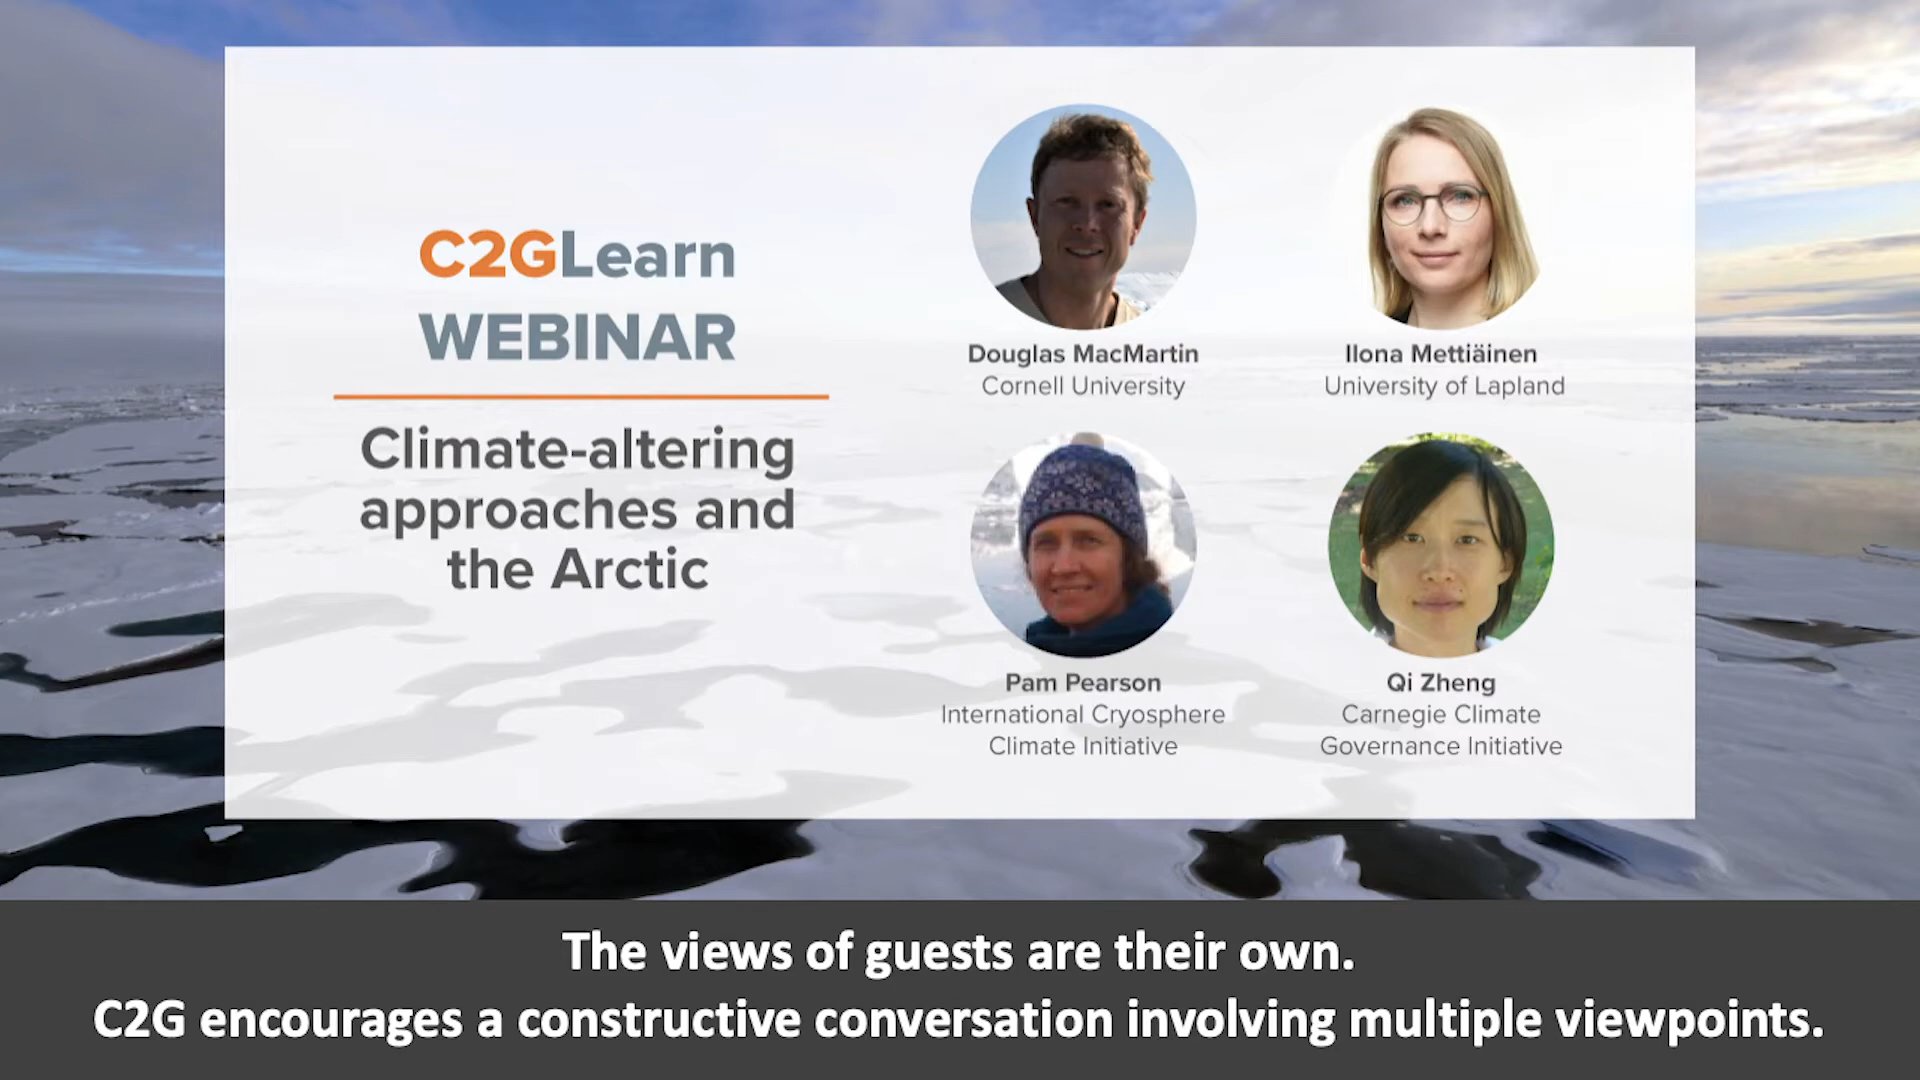 C2GLearn
WEBINAR
Climate-altering
approaches and
the Arctic
Douglas MacMartin
Cornell University
Ilona Mettiäinen
University of Lapland
Pam Pearson
International Cryosphere
Climate Initiative
Qi Zheng
Carnegie Climate
Governance Initiative
The views of guests are their own.
C2G encourages a constructive conversation involving multiple viewpoints.